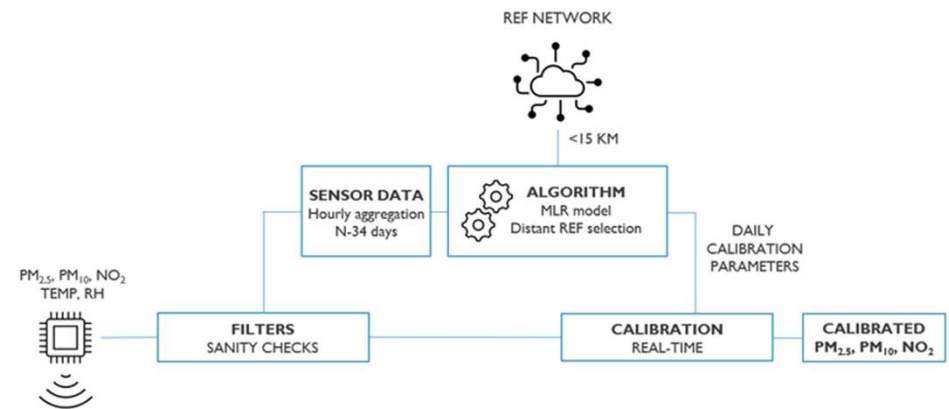 REF NETWORK
<15 KM
SENSOR DATA
Hourly aggregation
N-34 days
ALGORITHM
MLR model
Distant REF selection
DAILY
CALIBRATION
PARAMETERS
PM₂.₅, PM₁₀, NO₂
TEMP, RH
FILTERS
SANITY CHECKS
CALIBRATION
REAL-TIME
CALIBRATED
PM₂.₅, PM₁₀, NO₂